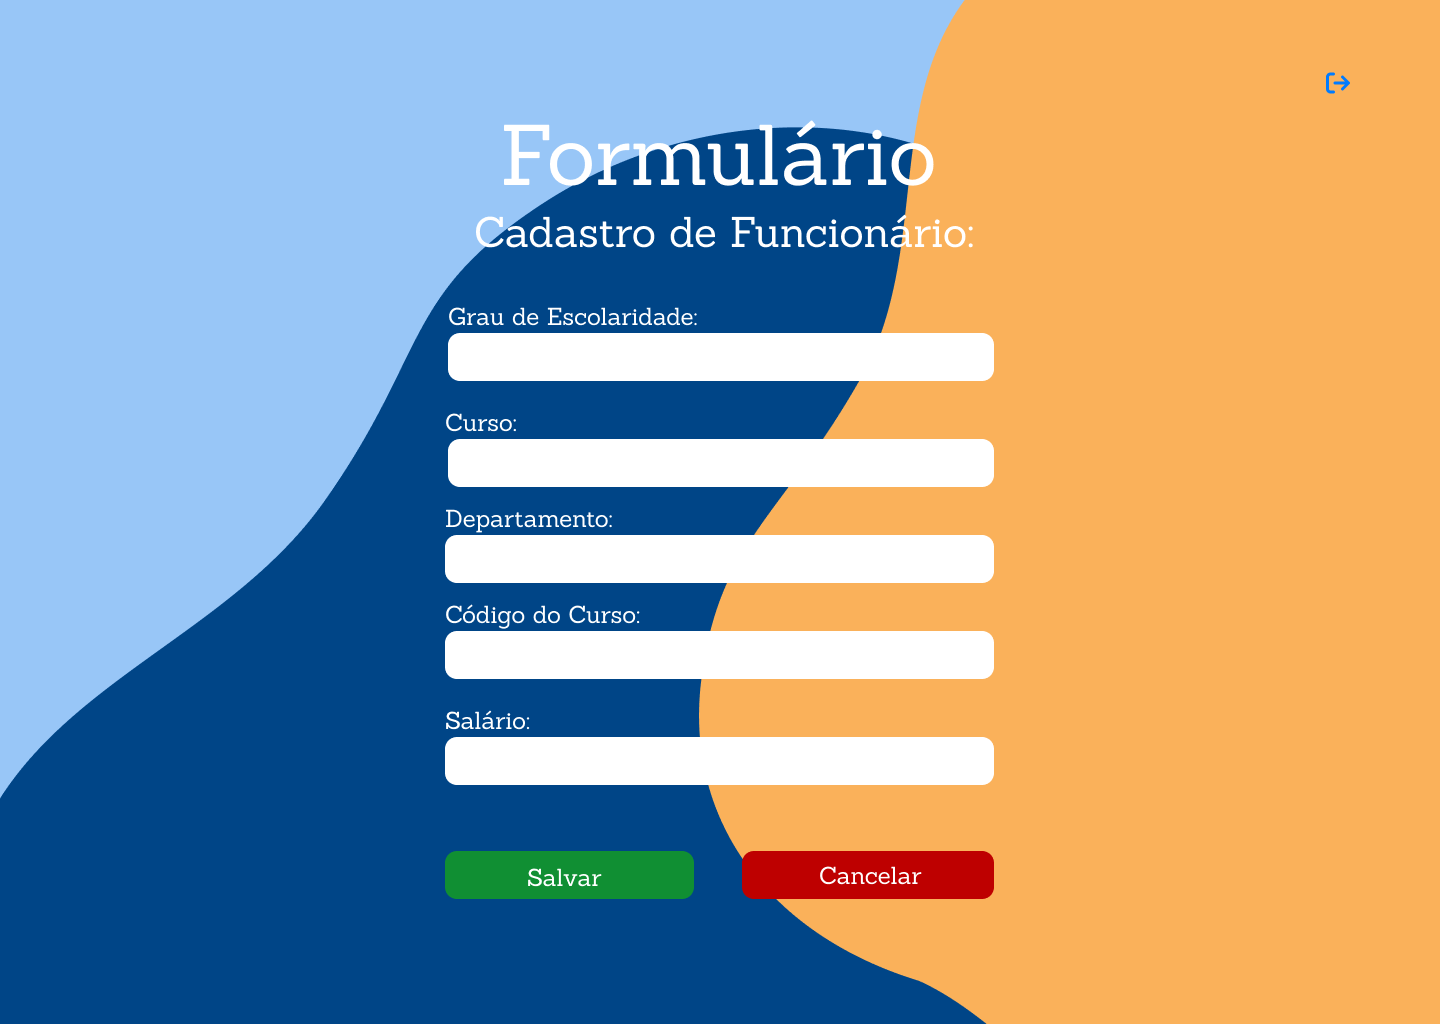 Formulário
Cadastro de Funcionário:
Grau de Escolaridade:
Curso:
Departamento:
Código do Curso:
Salário:
Salvar
Cancelar